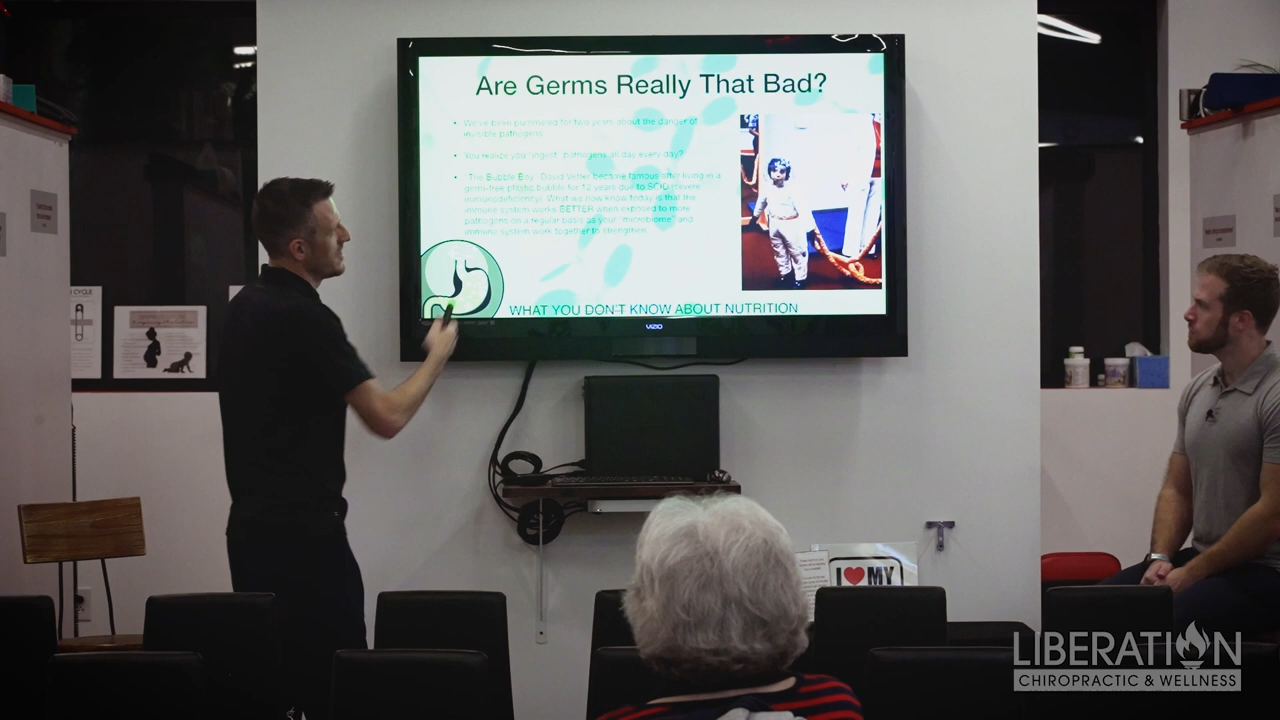 Are Germs Really That Bad?
• We've been pummeled for two years about the danger of
invisible pathogens.
• You realize you "ingest" pathogens all day every day?
• "The Bubble Boy" David Vetter became famous after living in a
germ-free plastic bubble for 12 years due to SCID (severe
immunodeficiency). What we now know today is that the
immune system works BETTER when exposed to more
pathogens on a regular basis as your "microbiome" and
immune system work together to strengthen.
WHAT YOU DON'T KNOW ABOUT NUTRITION
VIZIO
CYCLE
I ♥ MY
LIBERATION
CHIROPRACTIC & WELLNESS